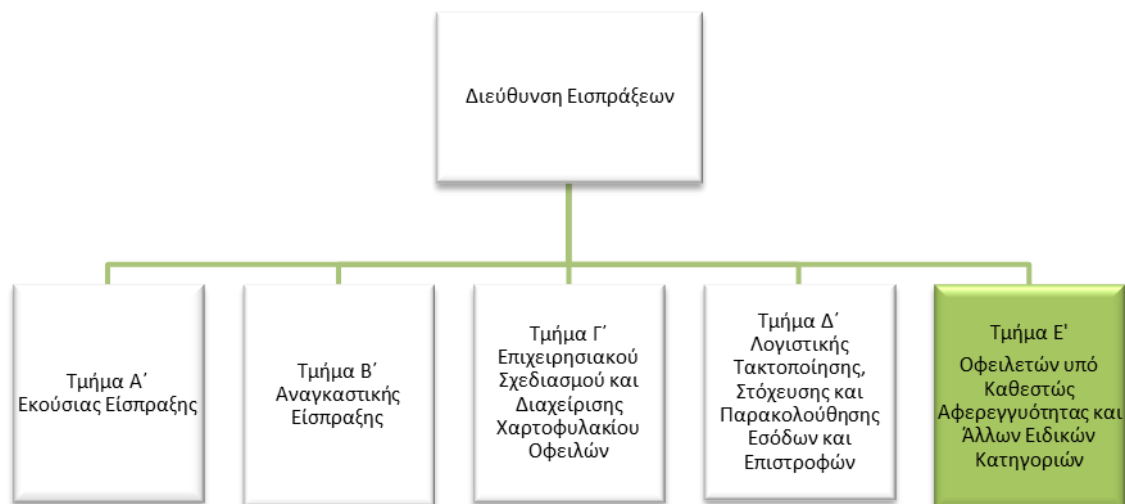 Διεύθυνση Εισπράξεων
Τμήμα Α΄
Εκούσιας Είσπραξης
Τμήμα Β΄
Αναγκαστικής
Είσπραξης
Τμήμα Γ΄
Επιχειρησιακού
Σχεδιασμού και
Διαχείρισης
Χαρτοφυλακίου
Οφειλών
Τμήμα Δ΄
Λογιστικής
Τακτοποίησης,
Στόχευσης και
Παρακολούθησης
Εσόδων και
Επιστροφών
Τμήμα Ε'
Οφειλετών υπό
Καθεστώς
Αφερεγγυότητας και
Άλλων Ειδικών
Κατηγοριών